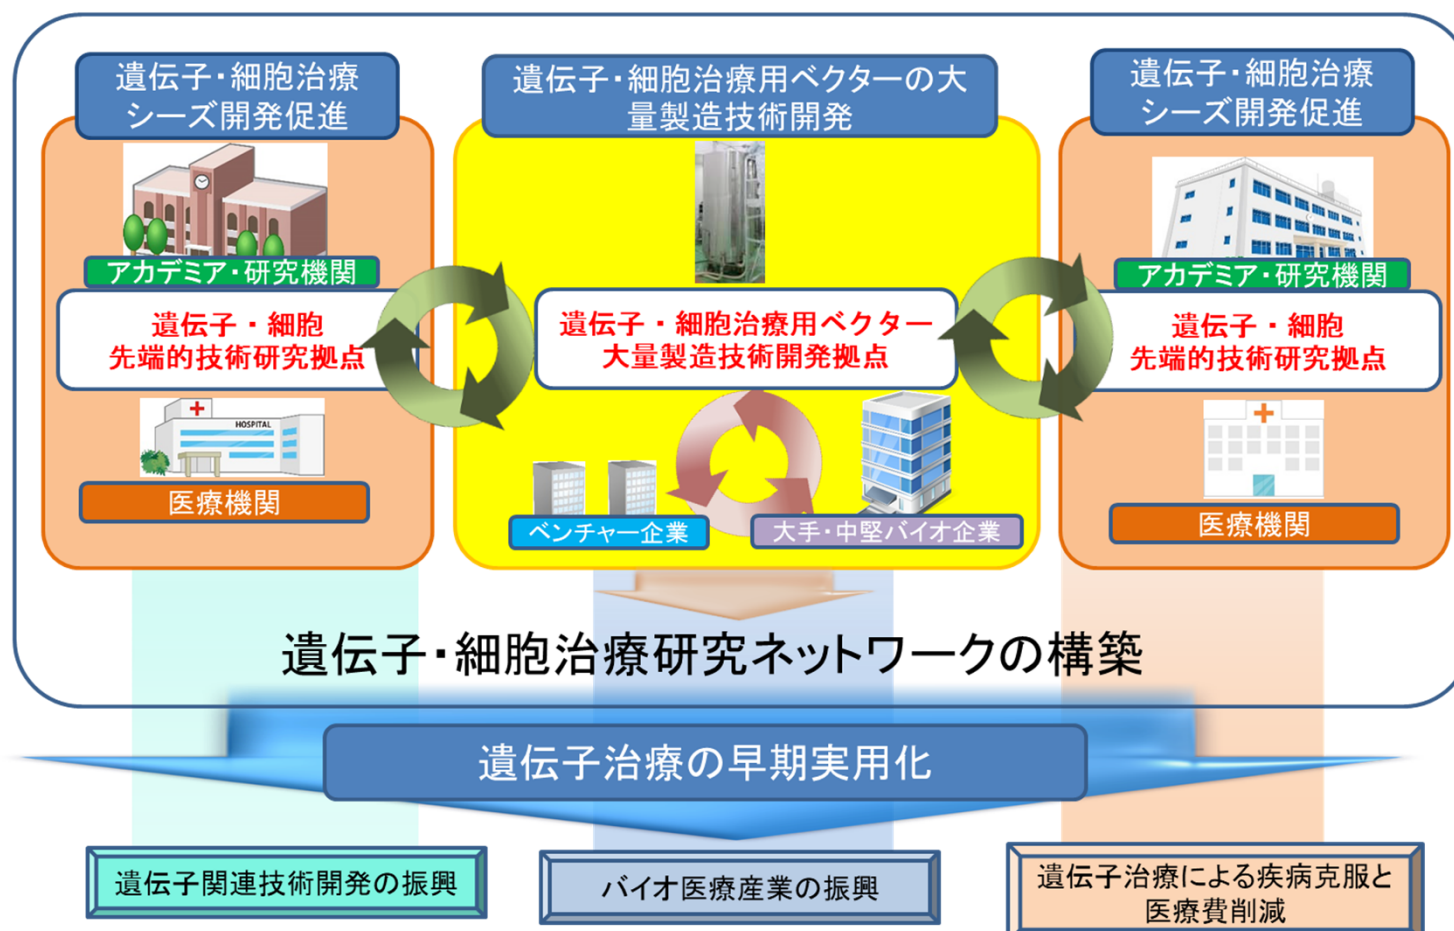 遺伝子・細胞治療
シーズ開発促進
アカデミア・研究機関
遺伝子・細胞
先端的技術研究拠点
HOSPITAL
医療機関
遺伝子・細胞治療用ベクターの大
量製造技術開発
遺伝子・細胞治療用ベクター
大量製造技術開発拠点
ベンチャー企業
大手・中堅バイオ企業
遺伝子・細胞治療
シーズ開発促進
アカデミア・研究機関
遺伝子・細胞
先端的技術研究拠点
医療機関
遺伝子・細胞治療研究ネットワークの構築
遺伝子治療の早期実用化
遺伝子関連技術開発の振興
バイオ医療産業の振興
遺伝子治療による疾病克服と
医療費削減